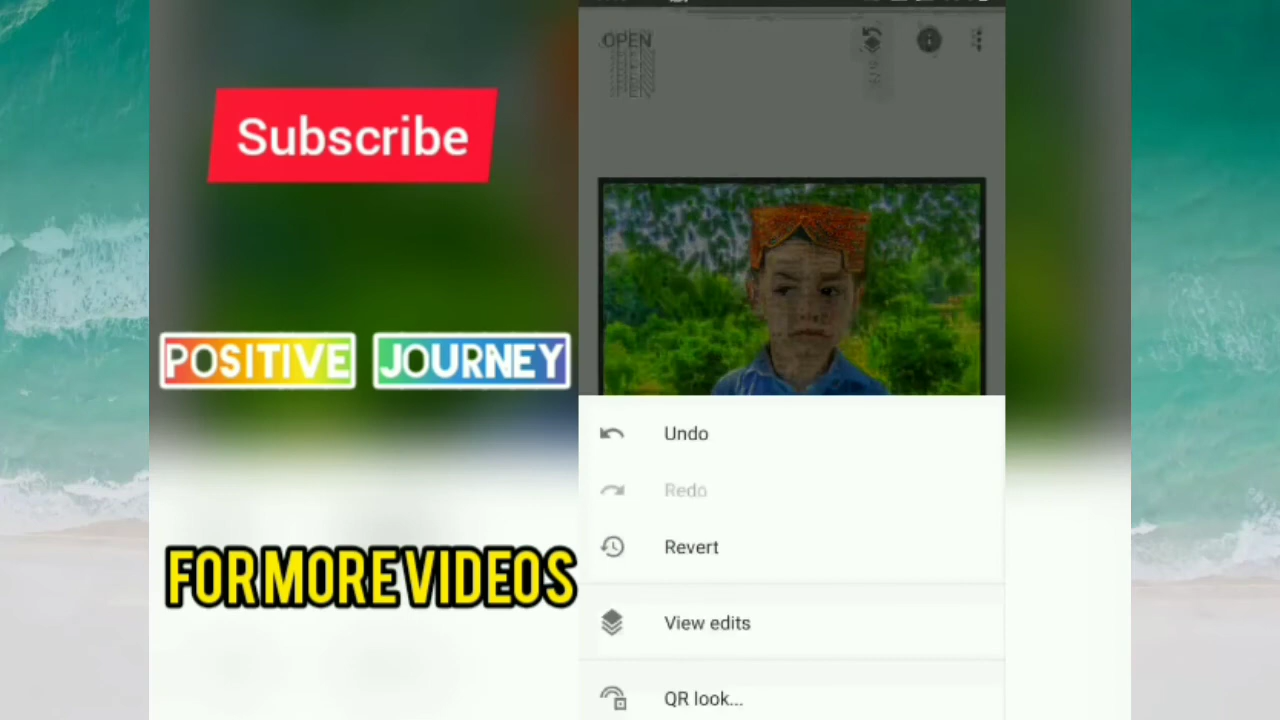 Subscribe
POSITIVE JOURNEY
FOR MORE VIDEOS
OPEN
Undo
Redo
Revert
View edits
QR look...